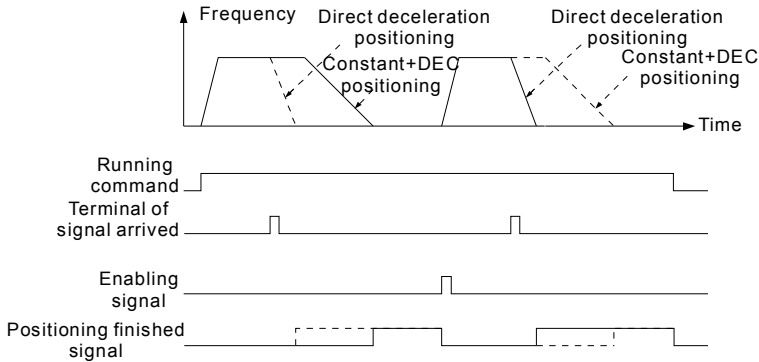 Frequency
Direct deceleration
positioning
Constant+DEC
positioning
Direct deceleration
positioning
Constant+DEC
positioning
Time
Running
command
Terminal of
signal arrived
Enabling
signal
Positioning finished
signal